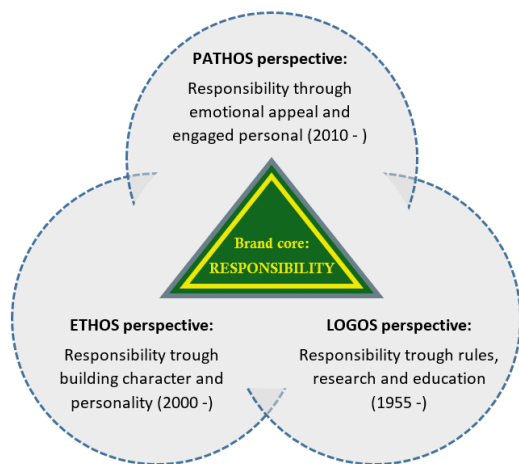 PATHOS perspective:
Responsibility through
emotional appeal and
engaged personal (2010 - )
Brand core:
RESPONSIBILITY
ETHOS perspective:
Responsibility trough
building character and
personality (2000 -)
LOGOS perspective:
Responsibility trough rules,
research and education
(1955 -)